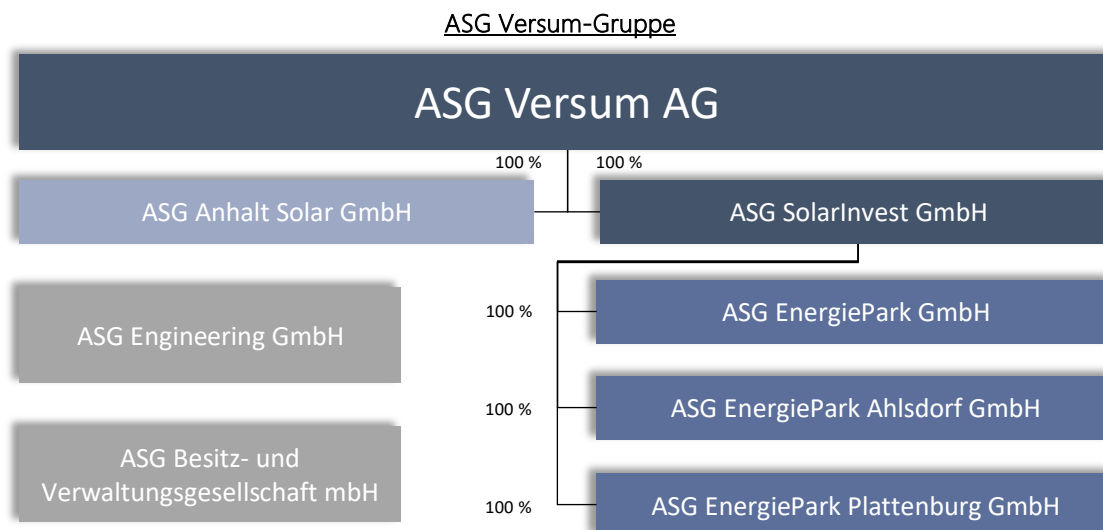 ASG Versum-Gruppe
ASG Versum AG
100 %
100 %
ASG Anhalt Solar GmbH
ASG SolarInvest GmbH
ASG Engineering GmbH
100 %
ASG EnergiePark GmbH
100 %
ASG EnergiePark Ahlsdorf GmbH
ASG Besitz- und
Verwaltungsgesellschaft mbH
100 %
ASG EnergiePark Plattenburg GmbH